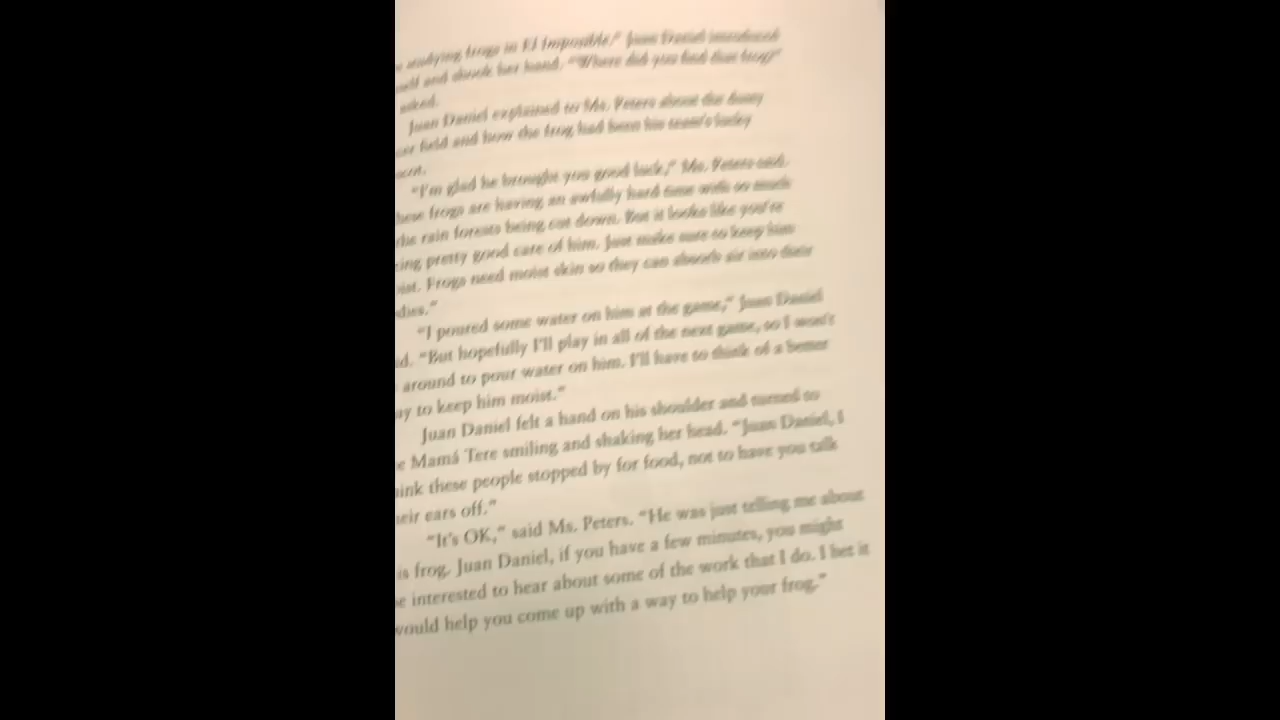 studying frogs in El Imposible." Juan Daniel introduced
and shook her hand. "Where did you find that frog?"
asked.
Juan Daniel explained to Ms. Peters about the
field and how the frog had been his team's lucky
"I'm glad he brought you good luck," Ms. Peters said.
frogs are having an awfully hard time with so much
the rain forests being cut down. But it looks like you're
ing pretty good care of him. Just make sure to keep him
ist. Frogs need moist skin so they can absorb air into their
dies."
"I poured some water on him at the game," Juan Daniel
d. "But hopefully I'll play in all of the next game, so I won't
around to pour water on him. I'll have to think of a better
ay to keep him moist."
Juan Daniel felt a hand on his shoulder and turned to
e Mamá Tere smiling and shaking her head. "Juan Daniel, I
ink these people stopped by for food, not to have you talk
eir ears off."
"It's OK," said Ms. Peters. "He was just telling me about
is frog. Juan Daniel, if you have a few minutes, you might
e interested to hear about some of the work that I do. I bet it
would help you come up with a way to help your frog."